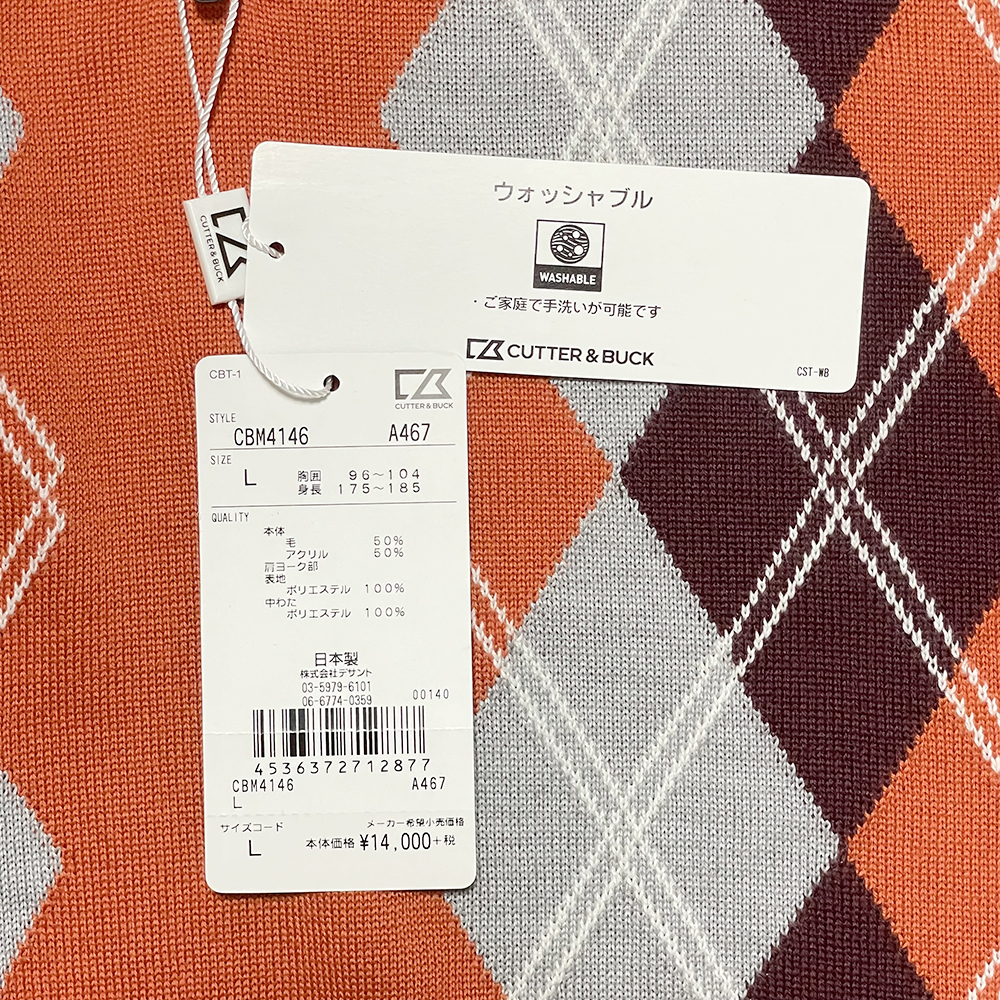 ウォッシャブル
WASHABLE
・ご家庭で手洗いが可能です
CUTTER & BUCK
CST-WB
CUTTER & BUCK
CBT-1
CUTTER & BUCK
STYLE
CBM4146 A467
SIZE
L 胸囲 96～104
身長 175～185
QUALITY
本体
毛 50%
アクリル 50%
肩ヨーク部
表地
ポリエステル 100%
中わた
ポリエステル 100%
日本製
株式会社デサント
03-5979-6101
06-6774-0359 00140
4536372712877
CBM4146 A467
L
サイズコード メーカー希望小売価格
L 本体価格 ¥14,000+税